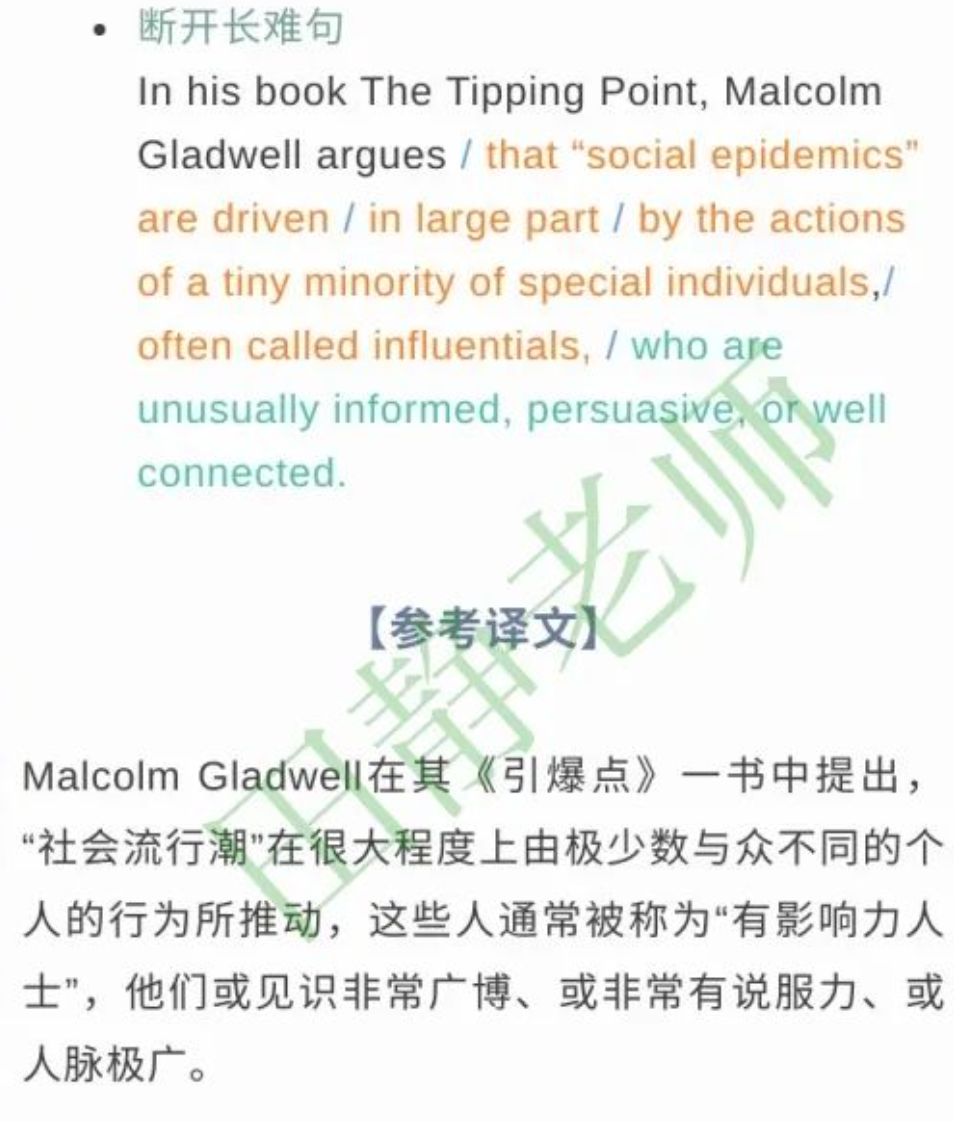 • 断开长难句
In his book The Tipping Point, Malcolm
Gladwell argues / that “social epidemics”
are driven / in large part / by the actions
of a tiny minority of special individuals,/
often called influentials, / who are
unusually informed, persuasive, or well
connected.
【参考译文】
Malcolm Gladwell在其《引爆点》一书中提出，
“社会流行潮”在很大程度上由极少数与众不同的个
人的行为所推动，这些人通常被称为“有影响力人
士”，他们或见识非常广博、或非常有说服力、或
人脉极广。
田静老师